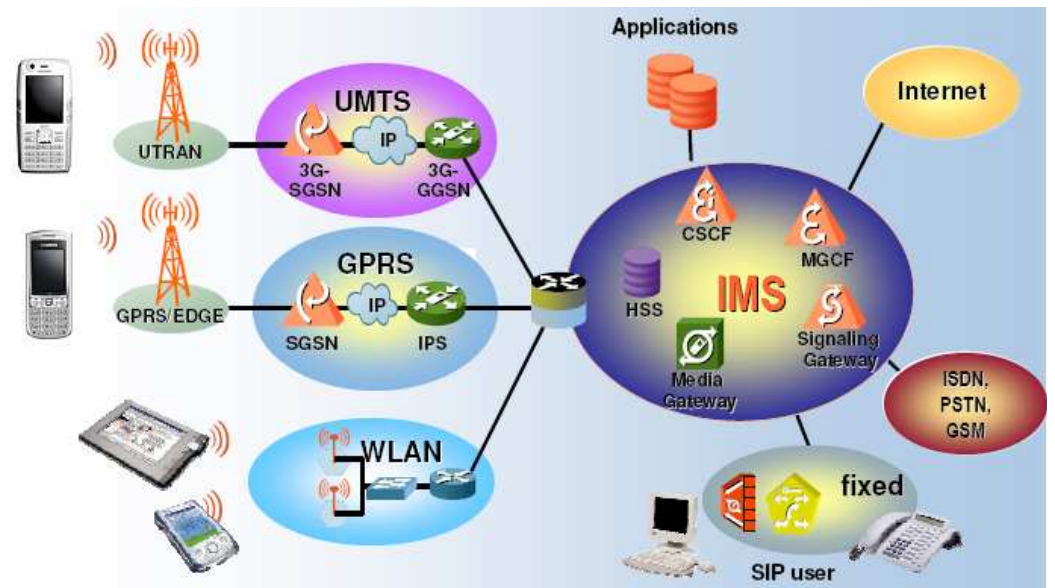 Applications
Internet
UMTS
IP
UTRAN
3G-
SGSN
3G-
GGSN
CSCF
MGCF
GPRS
IMS
HSS
IP
GPRS/EDGE
SGSN
IPS
Signaling
Gateway
Media
Gateway
ISDN,
PSTN,
GSM
WLAN
fixed
SIP user